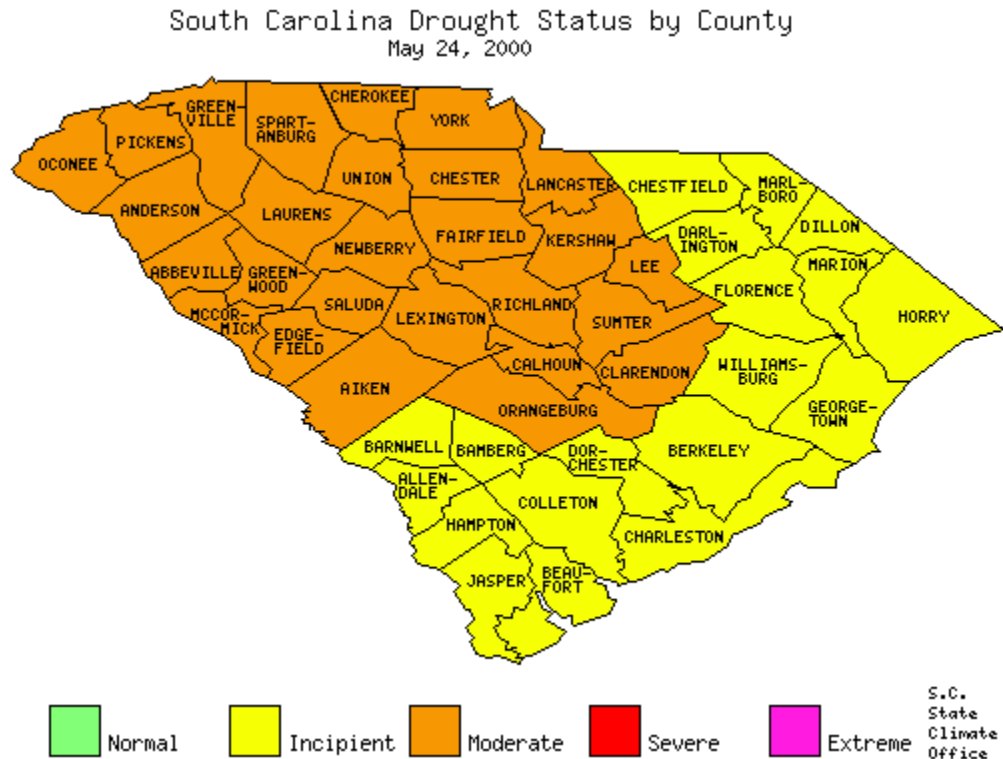 South Carolina Drought Status by County
May 24, 2000
CHEROKEE
GREEN-
VILLE
SPART-
ANBURG
YORK
PICKENS
OCONEE
UNION
CHESTER
LANCASTER
CHESTFIELD
MARL-
BORO
ANDERSON
LAURENS
DILLON
FAIRFIELD
KERSHAW
DARL-
INGTON
NEWBERRY
LEE
MARION
ABBEVILLE
GREEN-
WOOD
FLORENCE
SALUDA
RICHLAND
HORRY
MCCOR-
MICK
LEXINGTON
SUMTER
EDGE-
FIELD
CALHOUN
CLARENDON
WILLIAMS-
BURG
AIKEN
ORANGEBURG
GEORGE-
TOWN
BARNWELL
BAMBERG
DOR-
CHESTER
BERKELEY
ALLEN-
DALE
COLLETON
HAMPTON
CHARLESTON
JASPER
BEAU-
FORT
Normal
Incipient
Moderate
Severe
Extreme
S.C.
State
Climate
Office